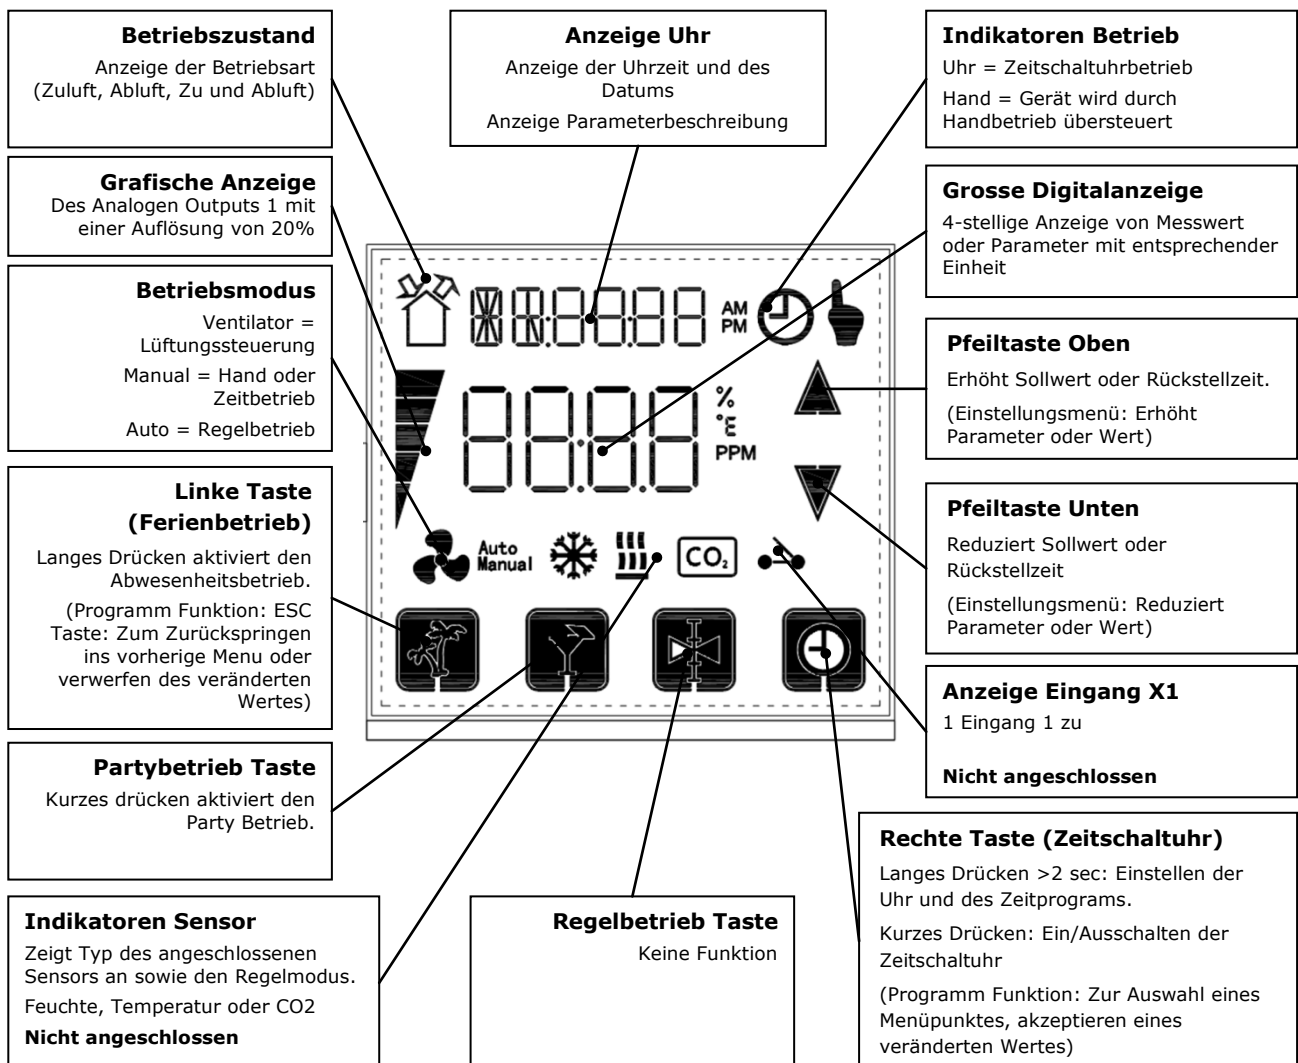 Betriebszustand
Anzeige der Betriebsart
(Zuluft, Abluft, Zu und Abluft)
Anzeige Uhr
Anzeige der Uhrzeit und des
Datums
Anzeige Parameterbeschreibung
Indikatoren Betrieb
Uhr = Zeitschaltuhrbetrieb
Hand = Gerät wird durch
Handbetrieb übersteuert
Grafische Anzeige
Des Analogen Outputs 1 mit
einer Auflösung von 20%
Grosse Digitalanzeige
4-stellige Anzeige von Messwert
oder Parameter mit entsprechender
Einheit
Betriebsmodus
Ventilator =
Lüftungssteuerung
Manual = Hand oder
Zeitbetrieb
Auto = Regelbetrieb
AM
PM
%
°E
PPM
Pfeiltaste Oben
Erhöht Sollwert oder Rückstellzeit.
(Einstellungsmenü: Erhöht
Parameter oder Wert)
Linke Taste
(Ferienbetrieb)
Langes Drücken aktiviert den
Abwesenheitsbetrieb.
(Programm Funktion: ESC
Taste: Zum Zurückspringen
ins vorherige Menu oder
verwerfen des veränderten
Wertes)
Auto
Manual
CO2
Pfeiltaste Unten
Reduziert Sollwert oder
Rückstellzeit
(Einstellungsmenü: Reduziert
Parameter oder Wert)
Anzeige Eingang X1
1 Eingang 1 zu
Nicht angeschlossen
Partybetrieb Taste
Kurzes drücken aktiviert den
Party Betrieb.
Indikatoren Sensor
Zeigt Typ des angeschlossenen
Sensors an sowie den Regelmodus.
Feuchte, Temperatur oder CO2
Nicht angeschlossen
Regelbetrieb Taste
Keine Funktion
Rechte Taste (Zeitschaltuhr)
Langes Drücken >2 sec: Einstellen der
Uhr und des Zeitprograms.
Kurzes Drücken: Ein/Ausschalten der
Zeitschaltuhr
(Programm Funktion: Zur Auswahl eines
Menüpunktes, akzeptieren eines
veränderten Wertes)